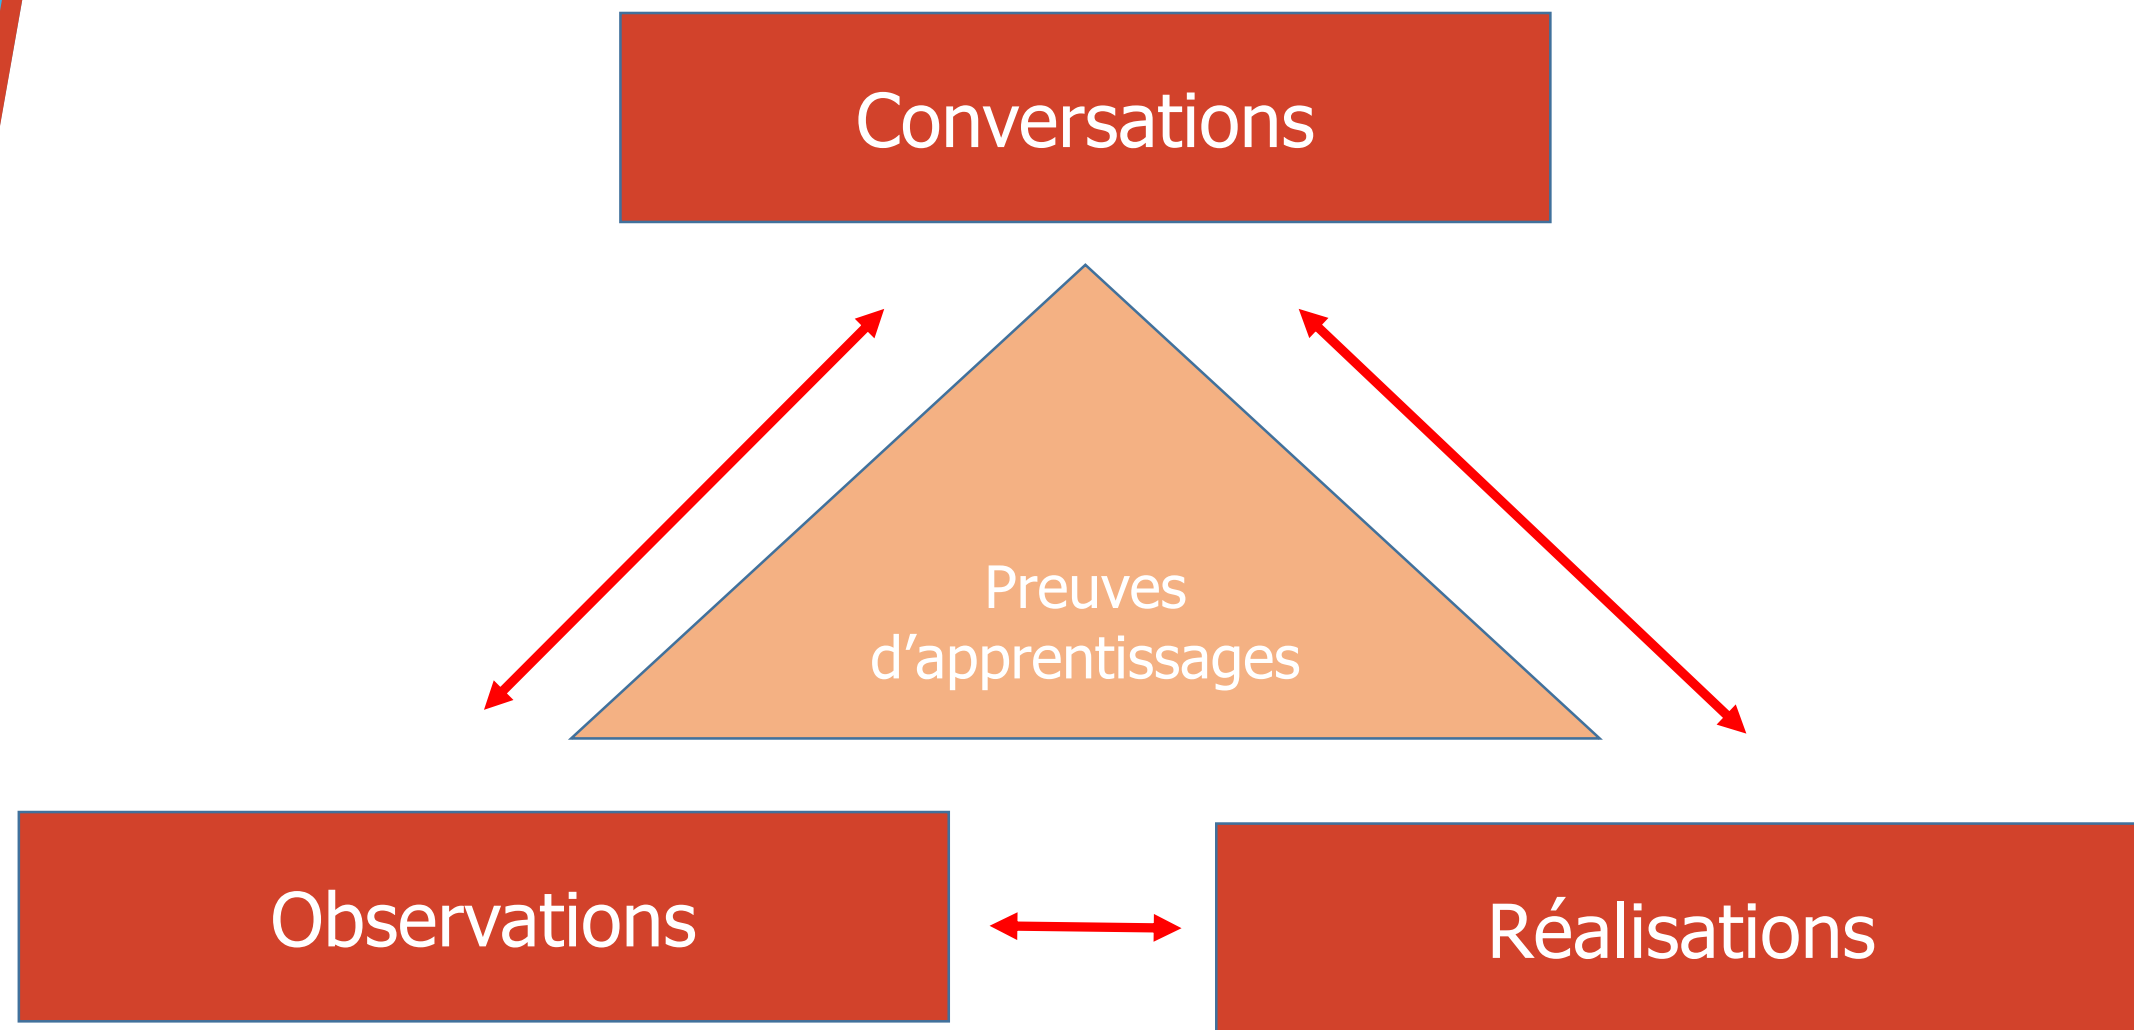 Conversations
Preuves
d’apprentissages
Observations
Réalisations